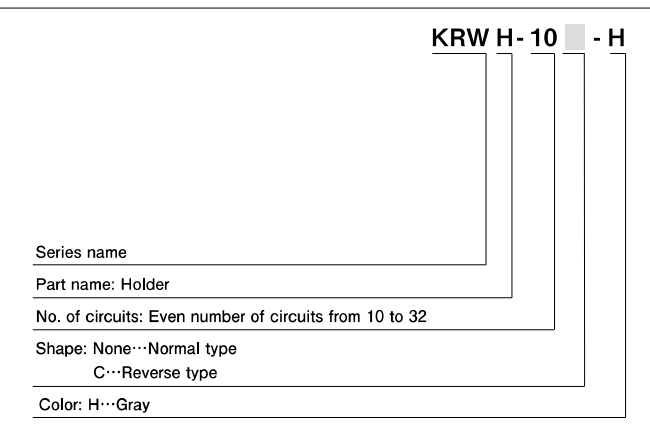 KRW H - 10 - H
Series name
Part name: Holder
No. of circuits: Even number of circuits from 10 to 32
Shape: None···Normal type
C···Reverse type
Color: H···Gray